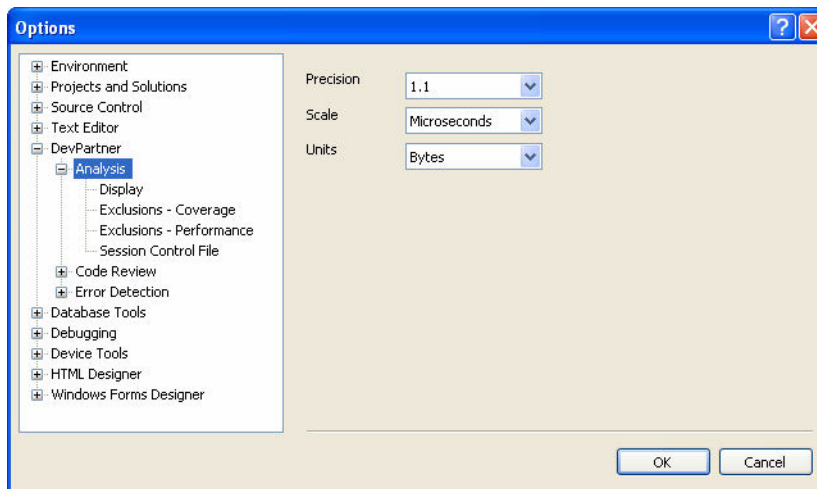 Options
Environment
Projects and Solutions
Source Control
Text Editor
DevPartner
Analysis
Display
Exclusions - Coverage
Exclusions - Performance
Session Control File
Code Review
Error Detection
Database Tools
Debugging
Device Tools
HTML Designer
Windows Forms Designer
Precision 1.1
Scale Microseconds
Units Bytes
OK Cancel